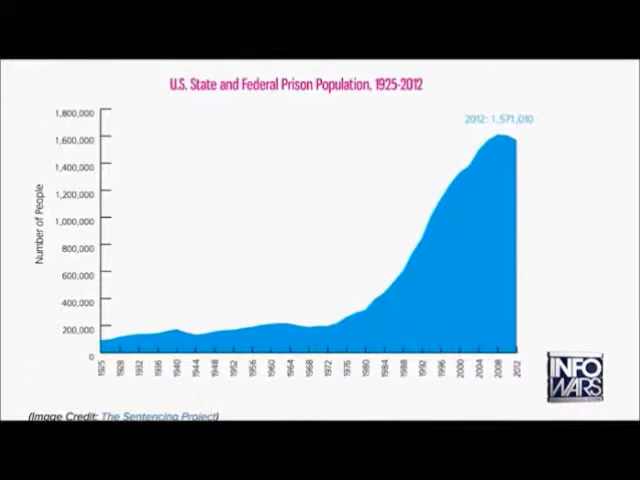 U.S. State and Federal Prison Population, 1925-2012
2012: 1,571,010
Number of People
1,800,000
1,600,000
1,400,000
1,200,000
1,000,000
800,000
600,000
400,000
200,000
0
1925 1928 1932 1936 1940 1944 1948 1952 1956 1960 1964 1968 1972 1976 1980 1984 1988 1992 1996 2000 2004 2008 2012
INFO
WARS
(Image Credit: The Sentencing Project)